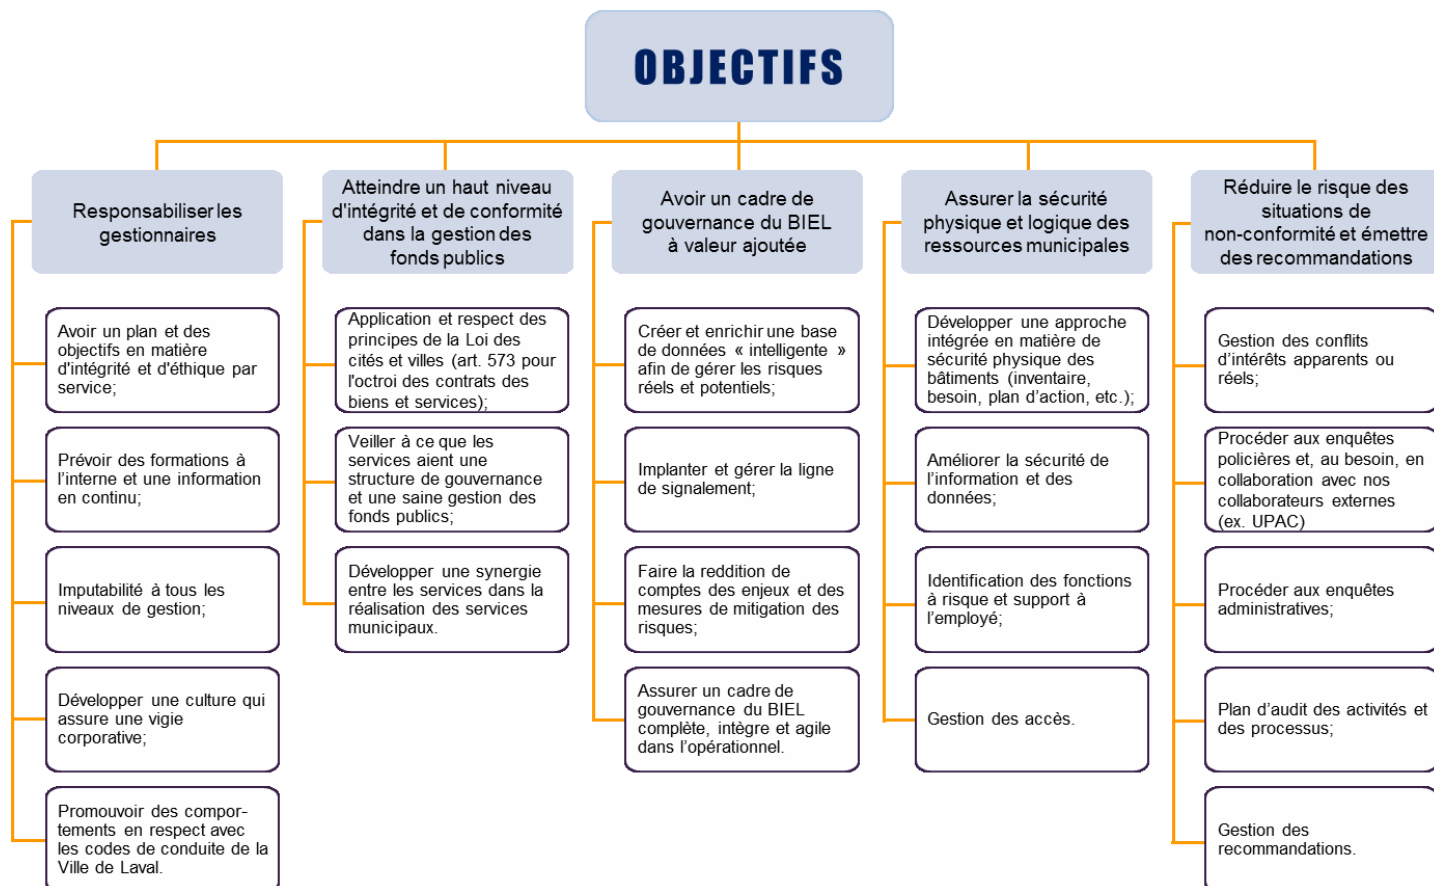 OBJECTIFS
Responsabiliser les
gestionnaires
Avoir un plan et des
objectifs en matière
d'intégrité et d'éthique par
service;
Prévoir des formations à
l'interne et une information
en continu;
Imputabilité à tous les
niveaux de gestion;
Développer une culture qui
assure une vigie
corporative;
Promouvoir des compor-
tements en respect avec
les codes de conduite de la
Ville de Laval.
Atteindre un haut niveau
d'intégrité et de conformité
dans la gestion des
fonds publics
Application et respect des
principes de la Loi des
cités et villes (art. 573 pour
l'octroi des contrats des
biens et services);
Veiller à ce que les
services aient une
structure de gouvernance
et une saine gestion des
fonds publics;
Développer une synergie
entre les services dans la
réalisation des services
municipaux.
Avoir un cadre de
gouvernance du BIEL
à valeur ajoutée
Créer et enrichir une base
de données « intelligente »
afin de gérer les risques
réels et potentiels;
Implanter et gérer la ligne
de signalement;
Faire la reddition de
comptes des enjeux et des
mesures de mitigation des
risques;
Assurer un cadre de
gouvernance du BIEL
complète, intègre et agile
dans l'opérationnel.
Assurer la sécurité
physique et logique des
ressources municipales
Développer une approche
intégrée en matière de
sécurité physique des
bâtiments (inventaire,
besoin, plan d'action, etc.);
Améliorer la sécurité de
l'information et des
données;
Identification des fonctions
à risque et support à
l'employé;
Gestion des accès.
Réduire le risque des
situations de
non-conformité et émettre
des recommandations
Gestion des conflits
d'intérêts apparents ou
réels;
Procéder aux enquêtes
policières et, au besoin, en
collaboration avec nos
collaborateurs externes
(ex. UPAC)
Procéder aux enquêtes
administratives;
Plan d'audit des activités et
des processus;
Gestion des
recommandations.